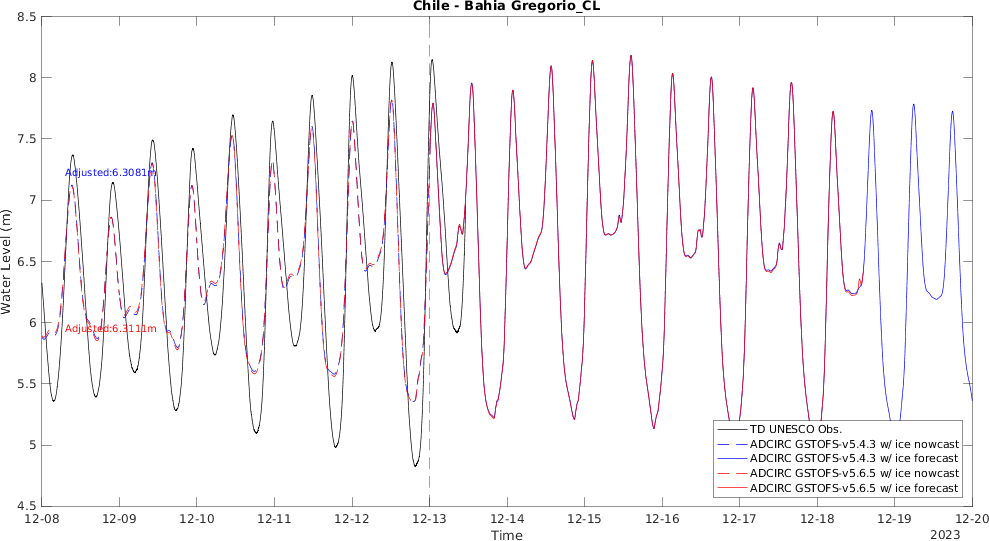 Chile - Bahia Gregorio_CL
8.5
8
7.5
7
6.5
6
5.5
5
4.5
Water Level (m)
Adjusted:6.3081m
Adjusted:6.3111m
TD UNESCO Obs.
ADCIRC GSTOFS-v5.4.3 w/ ice nowcast
ADCIRC GSTOFS-v5.4.3 w/ ice forecast
ADCIRC GSTOFS-v5.6.5 w/ ice nowcast
ADCIRC GSTOFS-v5.6.5 w/ ice forecast
12-08 12-09 12-10 12-11 12-12 12-13 12-14 12-15 12-16 12-17 12-18 12-19 12-20
Time
2023